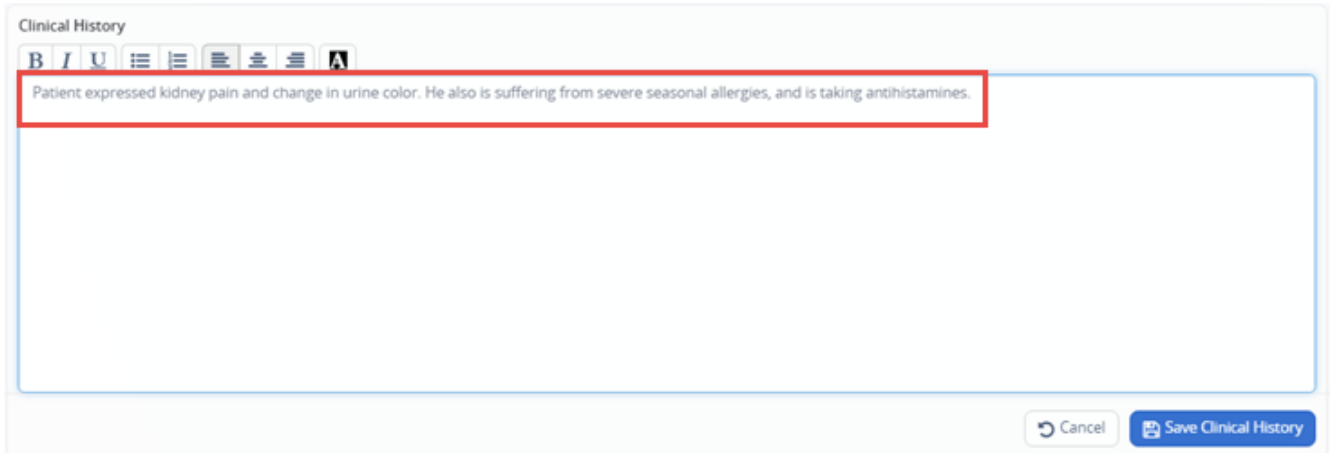 Clinical History
B I U A
Patient expressed kidney pain and change in urine color. He also is suffering from severe seasonal allergies, and is taking antihistamines.
Cancel Save Clinical History